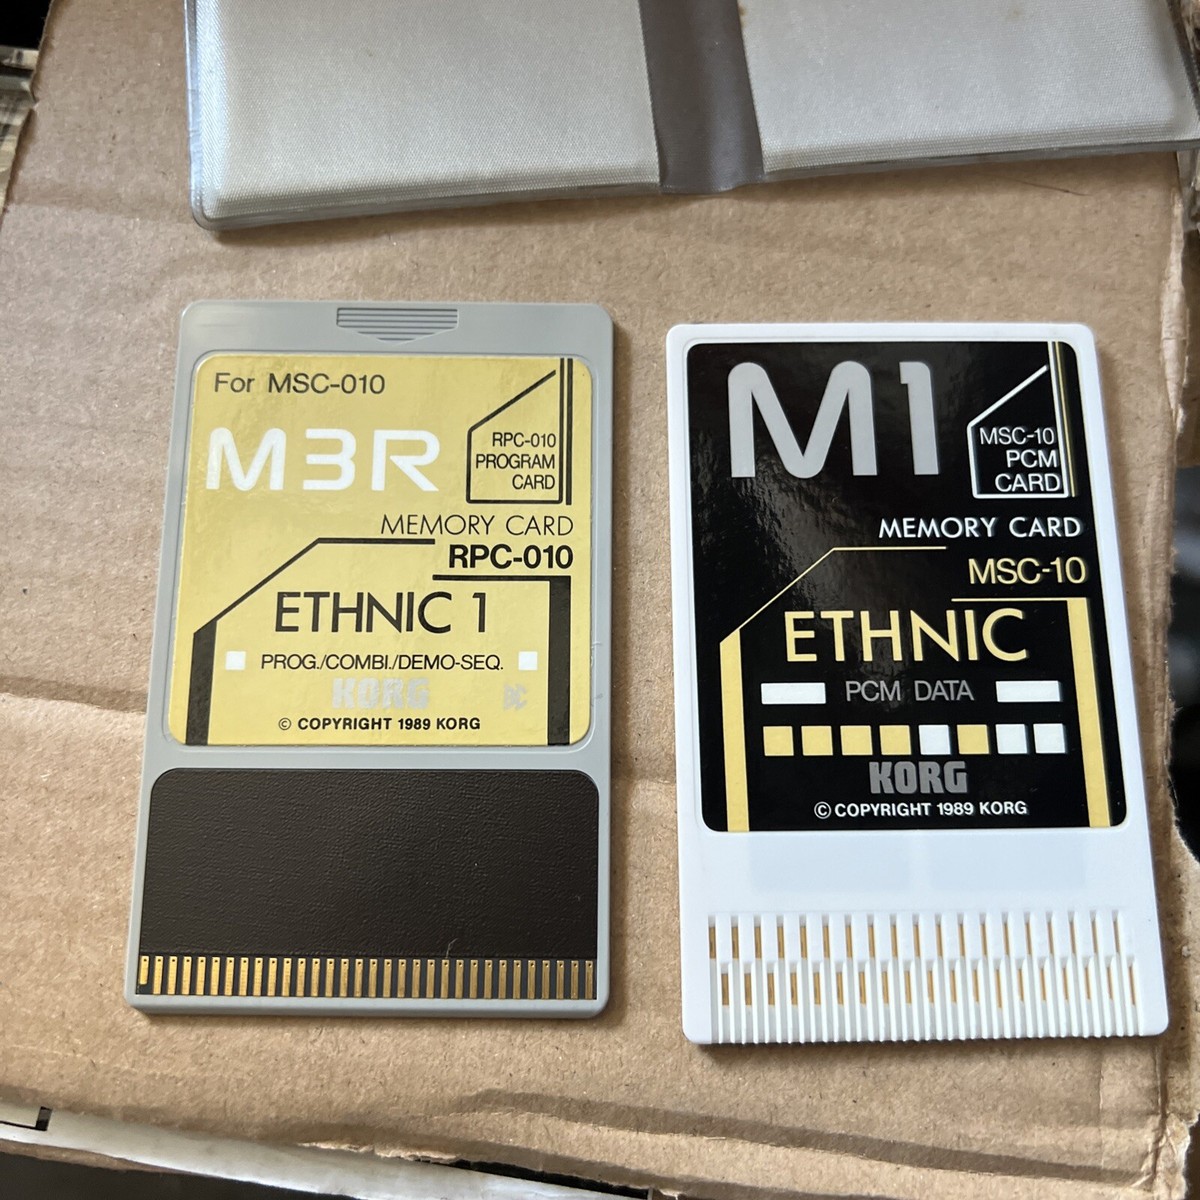 For MSC-010
M3R
RPC-010
PROGRAM
CARD
MEMORY CARD
RPC-010
ETHNIC 1
PROG./COMBI./DEMO-SEQ.
KORG
DC
© COPYRIGHT 1989 KORG
M1
MSC-10
PCM
CARD
MEMORY CARD
MSC-10
ETHNIC
PCM DATA
KORG
© COPYRIGHT 1989 KORG